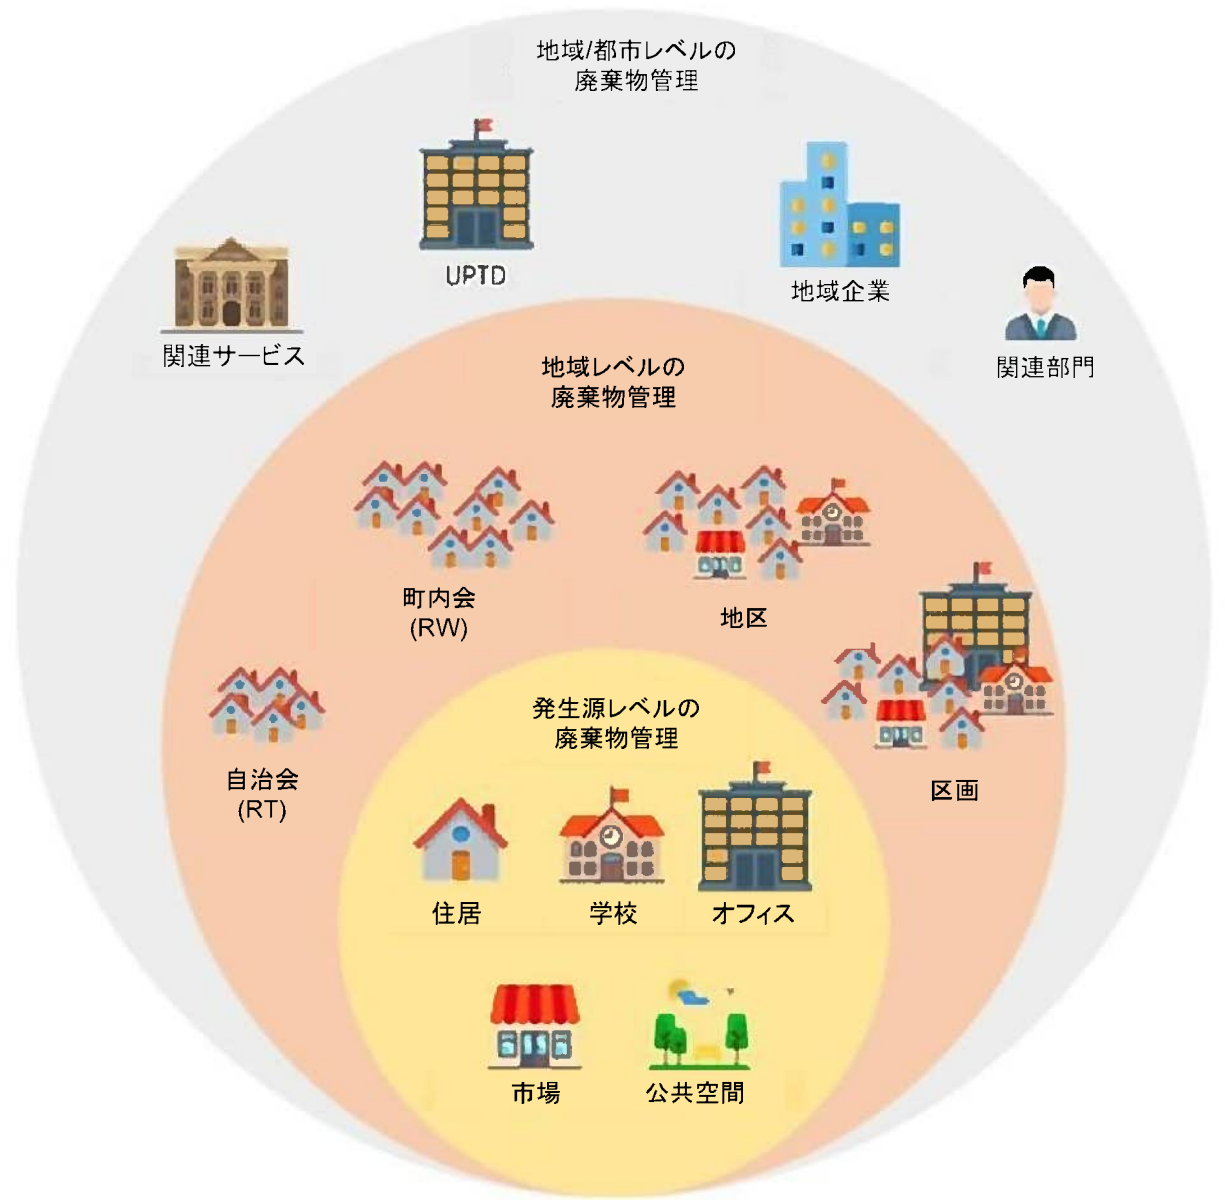 地域/都市レベルの
廃棄物管理
UPTD
地域企業
関連サービス
関連部門
地域レベルの
廃棄物管理
町内会
(RW)
地区
自治会
(RT)
区画
発生源レベルの
廃棄物管理
住居
学校
オフィス
市場
公共空間